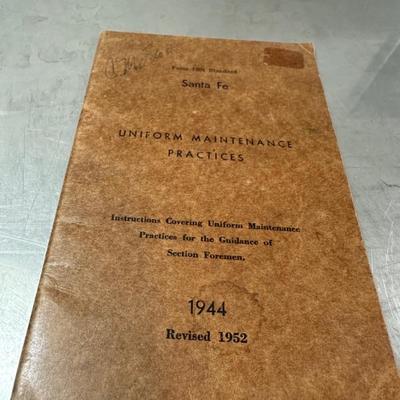 Standard
Santa Fe
UNIFORM MAINTENANCE
PRACTICES
Instructions Covering Uniform Maintenance
Practices for the Guidance of
Section Foremen.
1944
Revised 1952